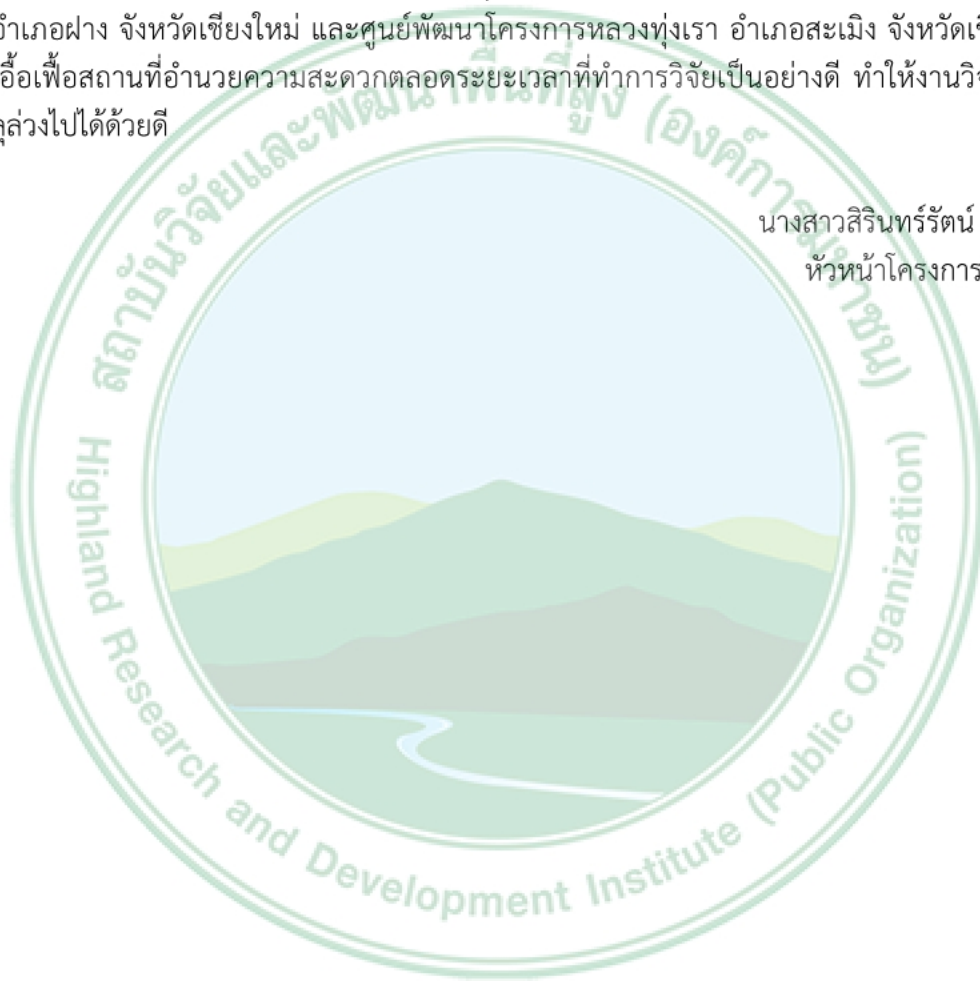 อำเภอฝาง จังหวัดเชียงใหม่ และศูนย์พัฒนาโครงการหลวงทุ่งเรา อำเภอสะเมิง จังหวัด
เอื้อเฟื้อสถานที่อำนวยความสะดวกตลอดระยะเวลาที่ทำการวิจัยเป็นอย่างดี ทำให้งาน
ล่วงไปได้ด้วยดี
นางสาวสิรินทร์รัตน์
หัวหน้าโครงการ
สถาบันวิจัยและพัฒนาพื้นที่สูง (องค์การมหาชน)
Highland Research and Development Institute (Public Organization)